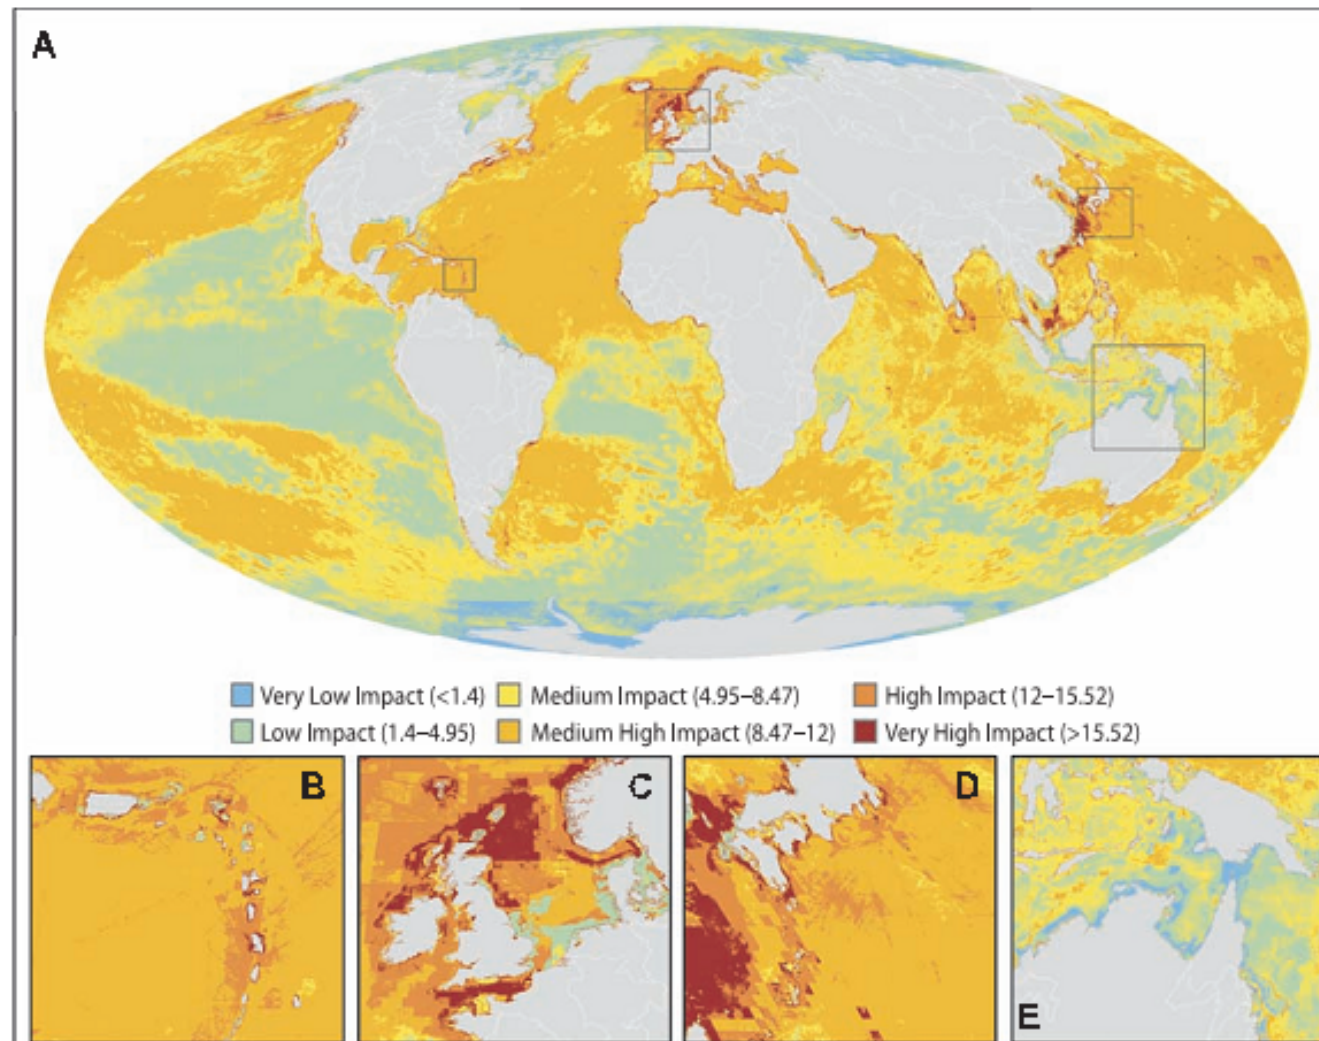 A
Very Low Impact (<1.4) Medium Impact (4.95–8.47) High Impact (12–15.52)
Low Impact (1.4–4.95) Medium High Impact (8.47–12) Very High Impact (>15.52)
B C D
E